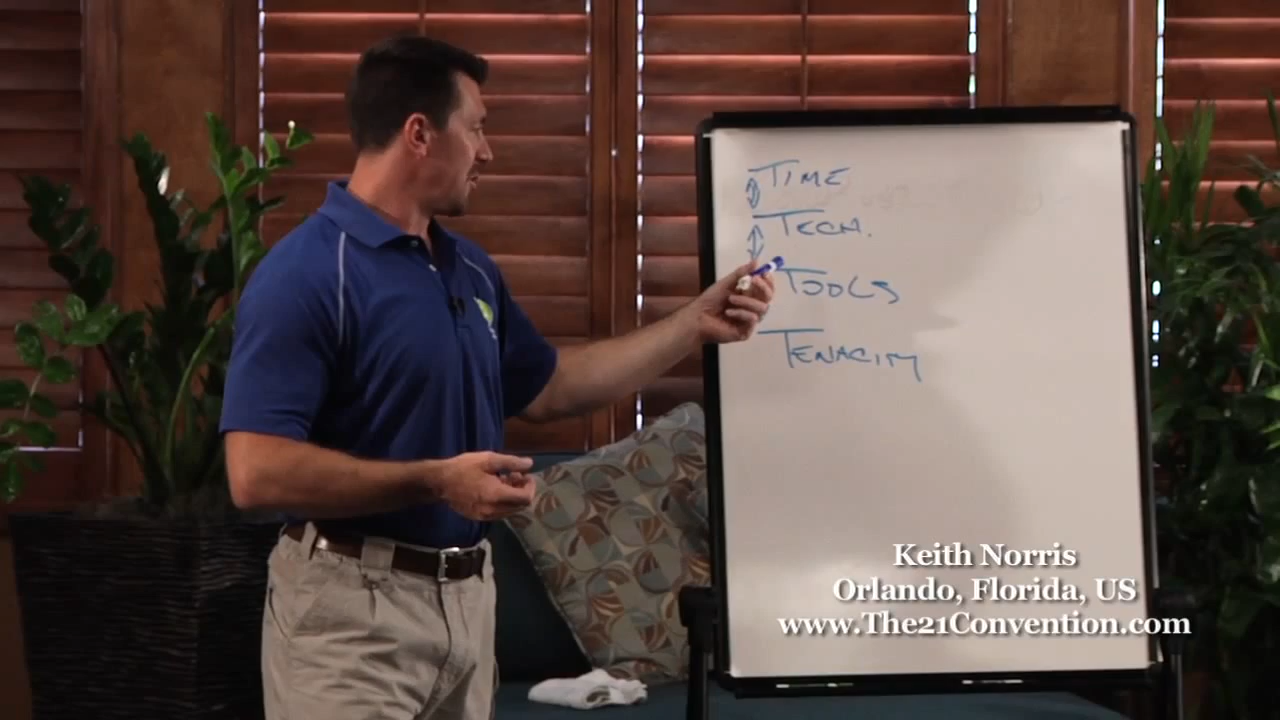 TIME
TECH.
TOOLS
TENACITY
Keith Norris
Orlando, Florida, US
www.The21Convention.com